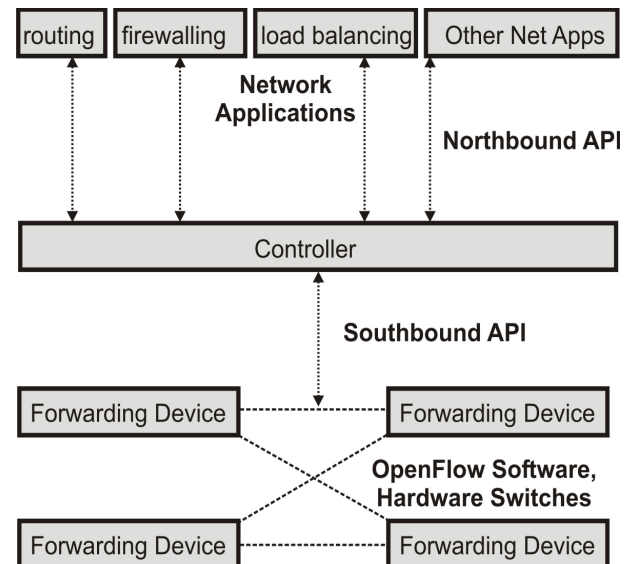 routing
firewalling
load balancing
Other Net Apps
Network
Applications
Northbound API
Controller
Southbound API
Forwarding Device
Forwarding Device
OpenFlow Software,
Hardware Switches
Forwarding Device
Forwarding Device